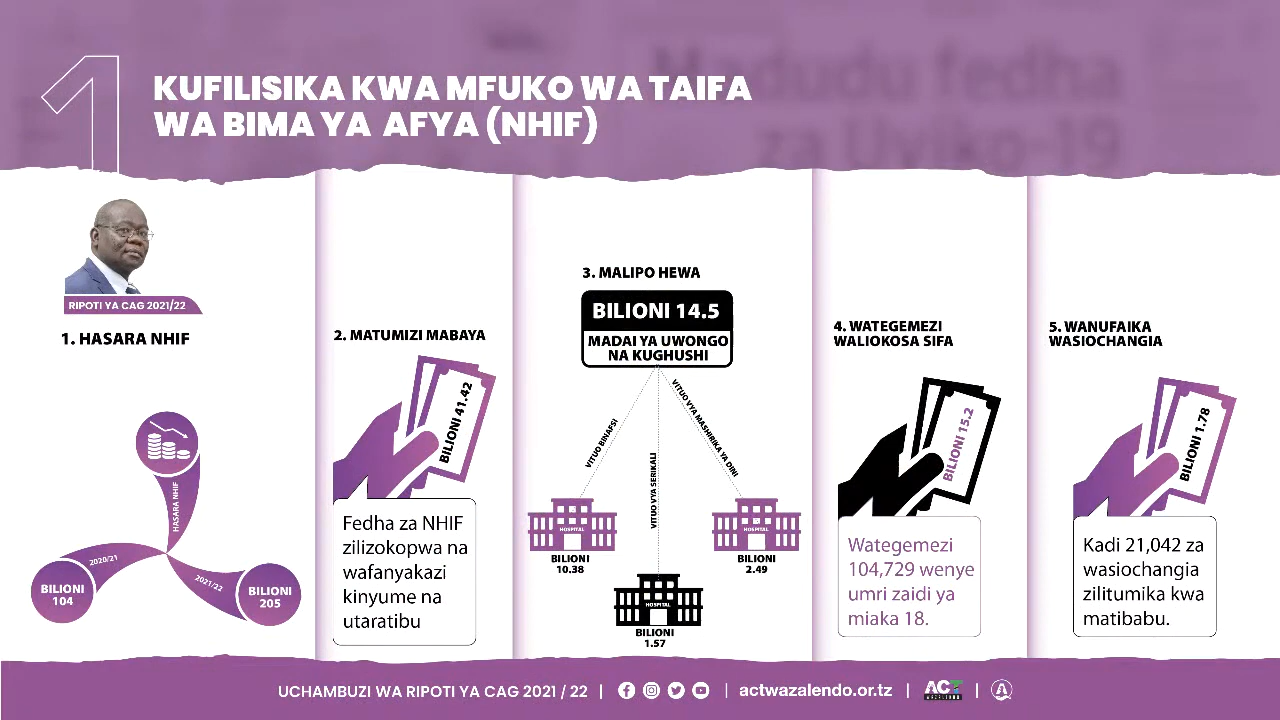 1
KUFILISIKA KWA MFUKO WA TAIFA
WA BIMA YA AFYA (NHIF)
Madudu fedha
za Uviko-19
RIPOTI YA CAG 2021/22
1. HASARA NHIF
HASARA NHIF
2020/21
2021/22
BILIONI
104
BILIONI
205
2. MATUMIZI MABAYA
BILIONI 41.42
Fedha za NHIF
zilizokopwa na
wafanyakazi
kinyume na
utaratibu
3. MALIPO HEWA
BILIONI 14.5
MADAI YA UWONGO
NA KUGHUSHI
VITUO BINAFSI
VITUO VYA SERIKALI
VITUO VYA MASHIRIKA YA DINI
HOSPITAL
BILIONI
10.38
HOSPITAL
BILIONI
1.57
HOSPITAL
BILIONI
2.49
4. WATEGEMEZI
WALIOKOSA SIFA
BILIONI 15.2
Wategemezi
104,729 wenye
umri zaidi ya
miaka 18.
5. WANUFAIKA
WASIOCHANGIA
BILIONI 1.78
Kadi 21,042 za
wasiochangia
zilitumika kwa
matibabu.
UCHAMBUZI WA RIPOTI YA CAG 2021 / 22 | | actwazalendo.or.tz | ACT WAZALENDO |